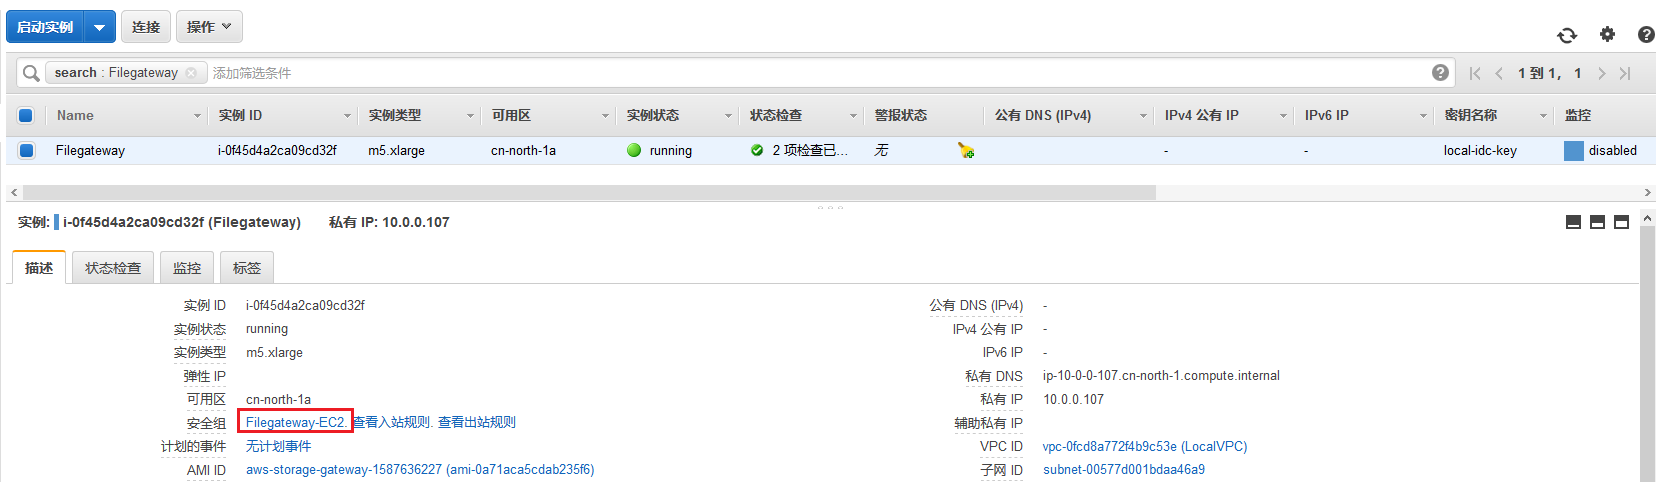 启动实例 连接 操作
search : Filegateway 添加筛选条件 1 到 1， 1
Name 实例 ID 实例类型 可用区 实例状态 状态检查 警报状态 公有 DNS (IPv4) IPv4 公有 IP IPv6 IP 密钥名称 监控
Filegateway i-0f45d4a2ca09cd32f m5.xlarge cn-north-1a running 2 项检查已... 无 - - local-idc-key disabled
实例: i-0f45d4a2ca09cd32f (Filegateway) 私有 IP: 10.0.0.107
描述 状态检查 监控 标签
实例 ID i-0f45d4a2ca09cd32f 公有 DNS (IPv4) -
实例状态 running IPv4 公有 IP -
实例类型 m5.xlarge IPv6 IP -
弹性 IP 私有 DNS ip-10-0-0-107.cn-north-1.compute.internal
可用区 cn-north-1a 私有 IP 10.0.0.107
安全组 Filegateway-EC2. 查看入站规则. 查看出站规则 辅助私有 IP
计划的事件 无计划事件 VPC ID vpc-0fcd8a772f4b9c53e (LocalVPC)
AMI ID aws-storage-gateway-1587636227 (ami-0a71aca5cdab235f6) 子网 ID subnet-00577d001bdaa46a9